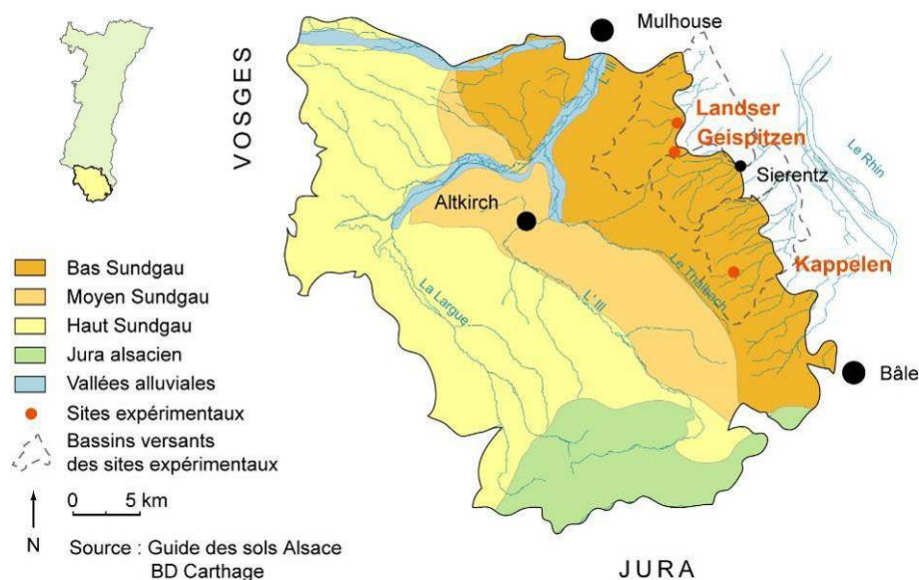 Mulhouse
VOSGES
L'Ill
Landser
Geispitzen
Le Rhin
Sierentz
Altkirch
Kappelen
Le Thalbach
La Largue
L'Ill
Bâle
Bas Sundgau
Moyen Sundgau
Haut Sundgau
Jura alsacien
Vallées alluviales
Sites expérimentaux
Bassins versants
des sites expérimentaux
0 5 km
N
Source : Guide des sols Alsace
BD Carthage
JURA